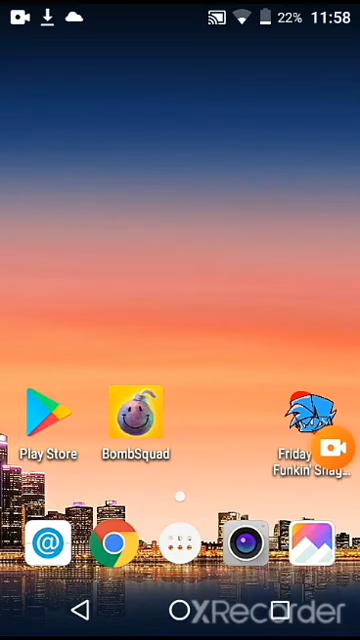 22% 11:58
Play Store
BombSquad
Friday
Funkin' Shag...
@
XRecorder